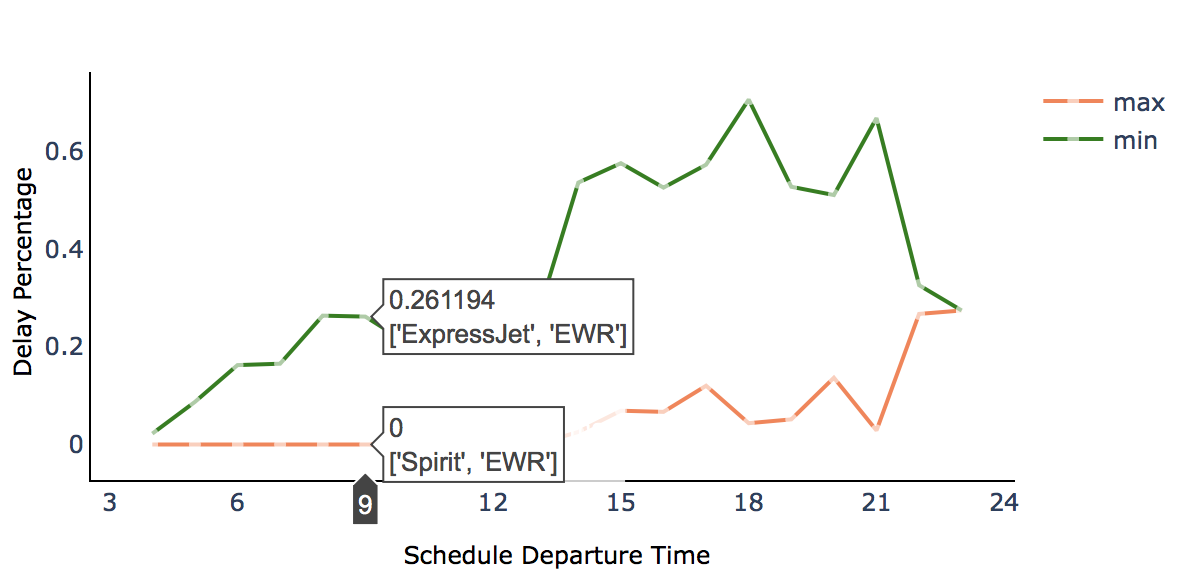 max
min
0.6
0.4
0.2
0
Delay Percentage
0.261194
['ExpressJet', 'EWR']
0
['Spirit', 'EWR']
3 6 9 12 15 18 21 24
Schedule Departure Time